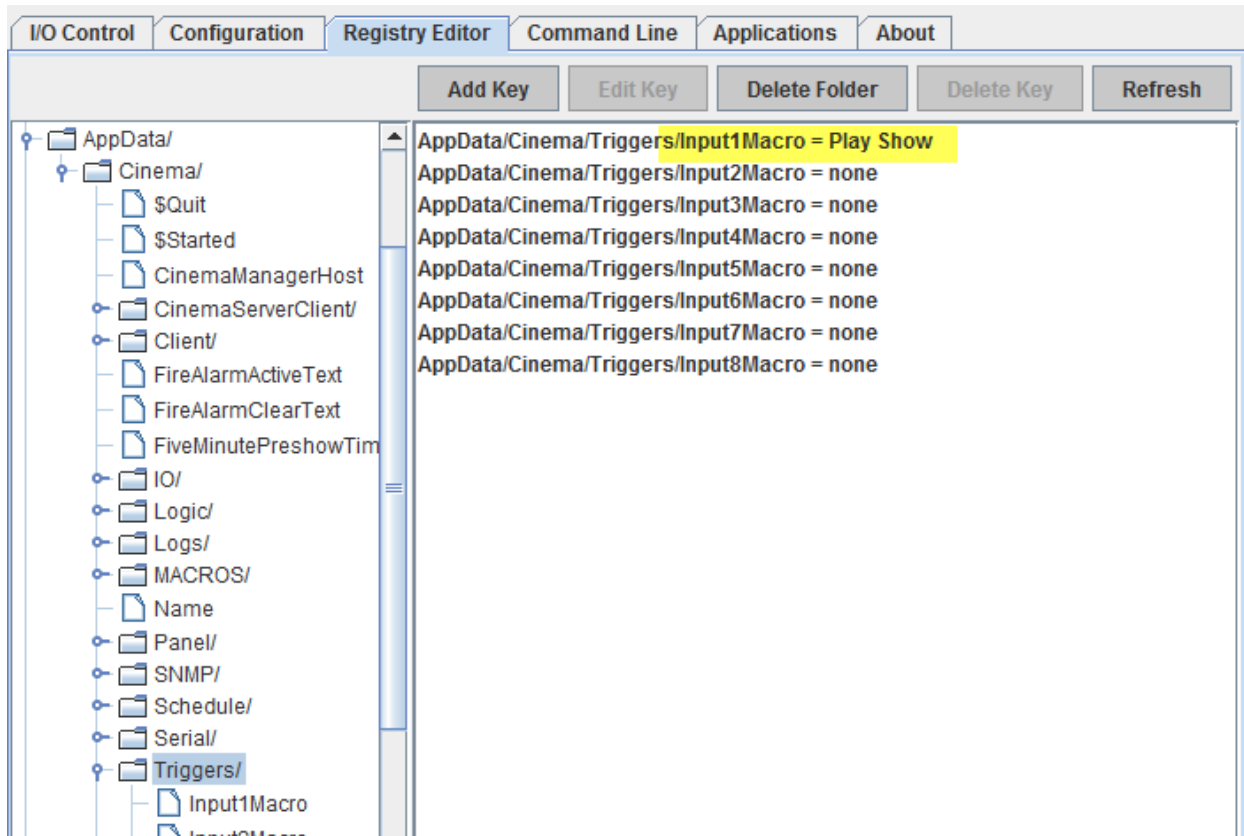 I/O Control Configuration Registry Editor Command Line Applications About
Add Key Edit Key Delete Folder Delete Key Refresh
AppData/
Cinema/
$Quit
$Started
CinemaManagerHost
CinemaServerClient/
Client/
FireAlarmActiveText
FireAlarmClearText
FiveMinutePreshowTim
IO/
Logic/
Logs/
MACROS/
Name
Panel/
SNMP/
Schedule/
Serial/
Triggers/
Input1Macro
AppData/Cinema/Triggers/Input1Macro = Play Show
AppData/Cinema/Triggers/Input2Macro = none
AppData/Cinema/Triggers/Input3Macro = none
AppData/Cinema/Triggers/Input4Macro = none
AppData/Cinema/Triggers/Input5Macro = none
AppData/Cinema/Triggers/Input6Macro = none
AppData/Cinema/Triggers/Input7Macro = none
AppData/Cinema/Triggers/Input8Macro = none